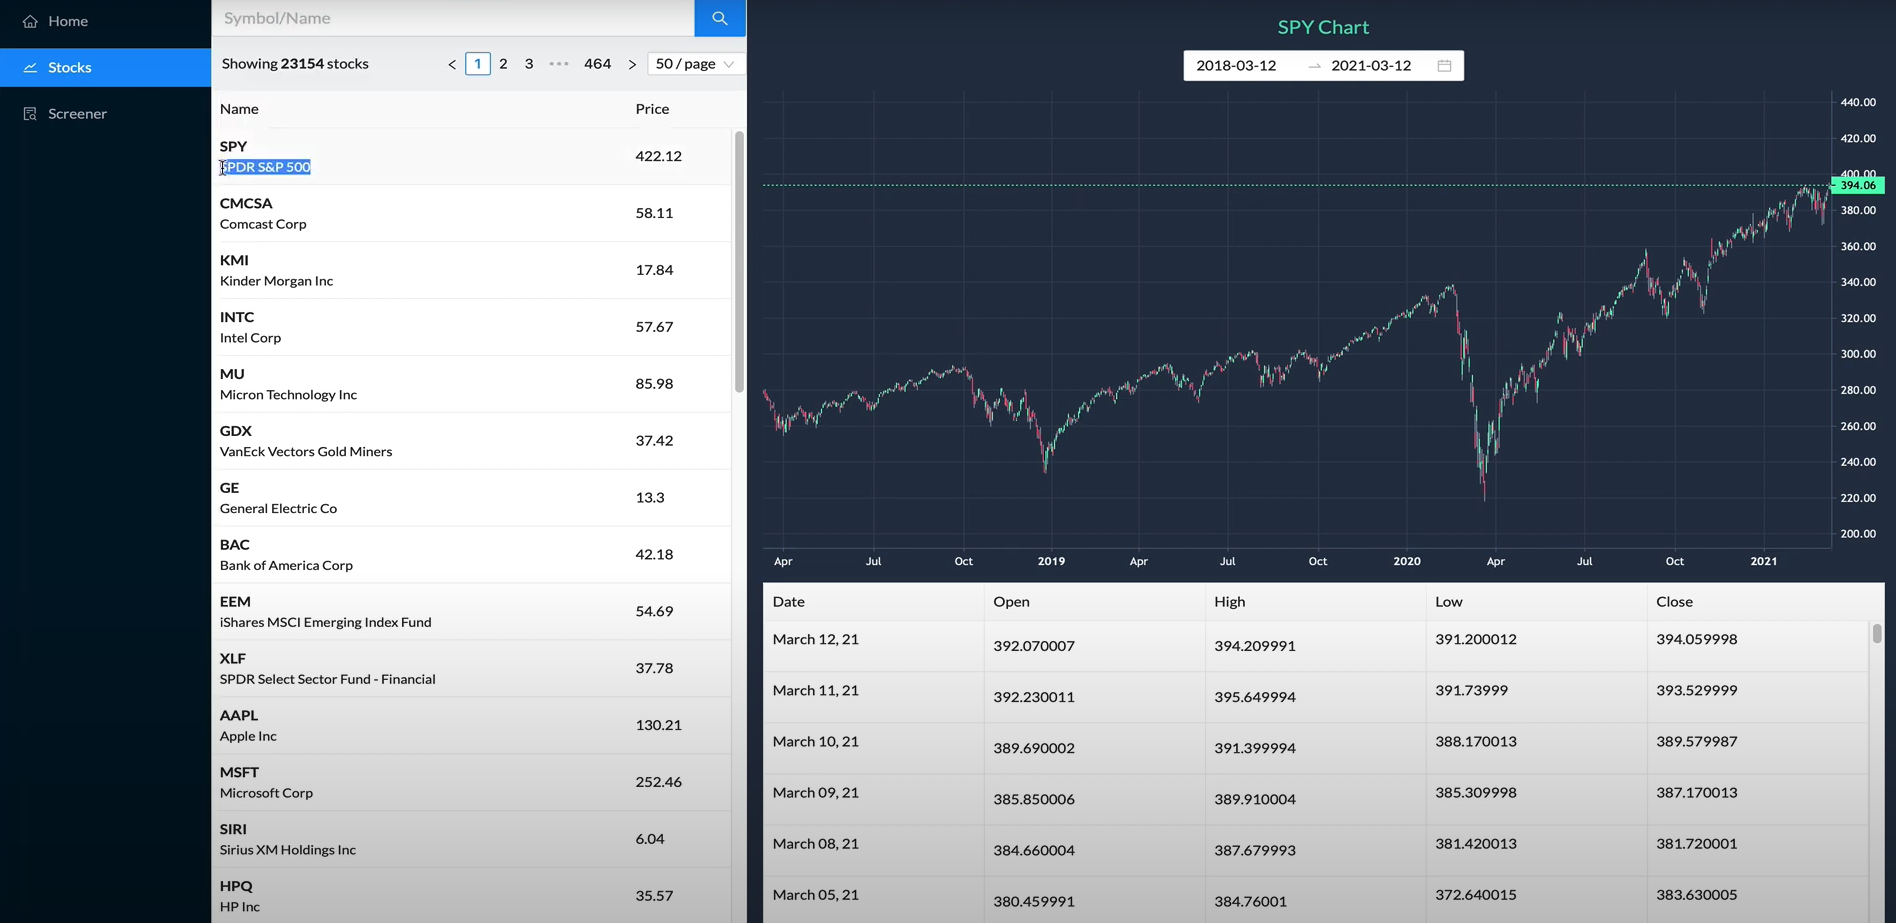 Home
Stocks
Screener
Symbol/Name
Showing 23154 stocks
1 2 3 ••• 464 50 / page
Name Price
SPY
SPDR S&P 500
422.12
CMCSA
Comcast Corp
58.11
KMI
Kinder Morgan Inc
17.84
INTC
Intel Corp
57.67
MU
Micron Technology Inc
85.98
GDX
VanEck Vectors Gold Miners
37.42
GE
General Electric Co
13.3
BAC
Bank of America Corp
42.18
EEM
iShares MSCI Emerging Index Fund
54.69
XLF
SPDR Select Sector Fund - Financial
37.78
AAPL
Apple Inc
130.21
MSFT
Microsoft Corp
252.46
SIRI
Sirius XM Holdings Inc
6.04
HPQ
HP Inc
35.57
SPY Chart
2018-03-12 → 2021-03-12
440.00
420.00
400.00
394.06
380.00
360.00
340.00
320.00
300.00
280.00
260.00
240.00
220.00
200.00
Apr Jul Oct 2019 Apr Jul Oct 2020 Apr Jul Oct 2021
Date Open High Low Close
March 12, 21 392.070007 394.209991 391.200012 394.059998
March 11, 21 392.230011 395.649994 391.73999 393.529999
March 10, 21 389.690002 391.399994 388.170013 389.579987
March 09, 21 385.850006 389.910004 385.309998 387.170013
March 08, 21 384.660004 387.679993 381.420013 381.720001
March 05, 21 380.459991 384.76001 372.640015 383.630005